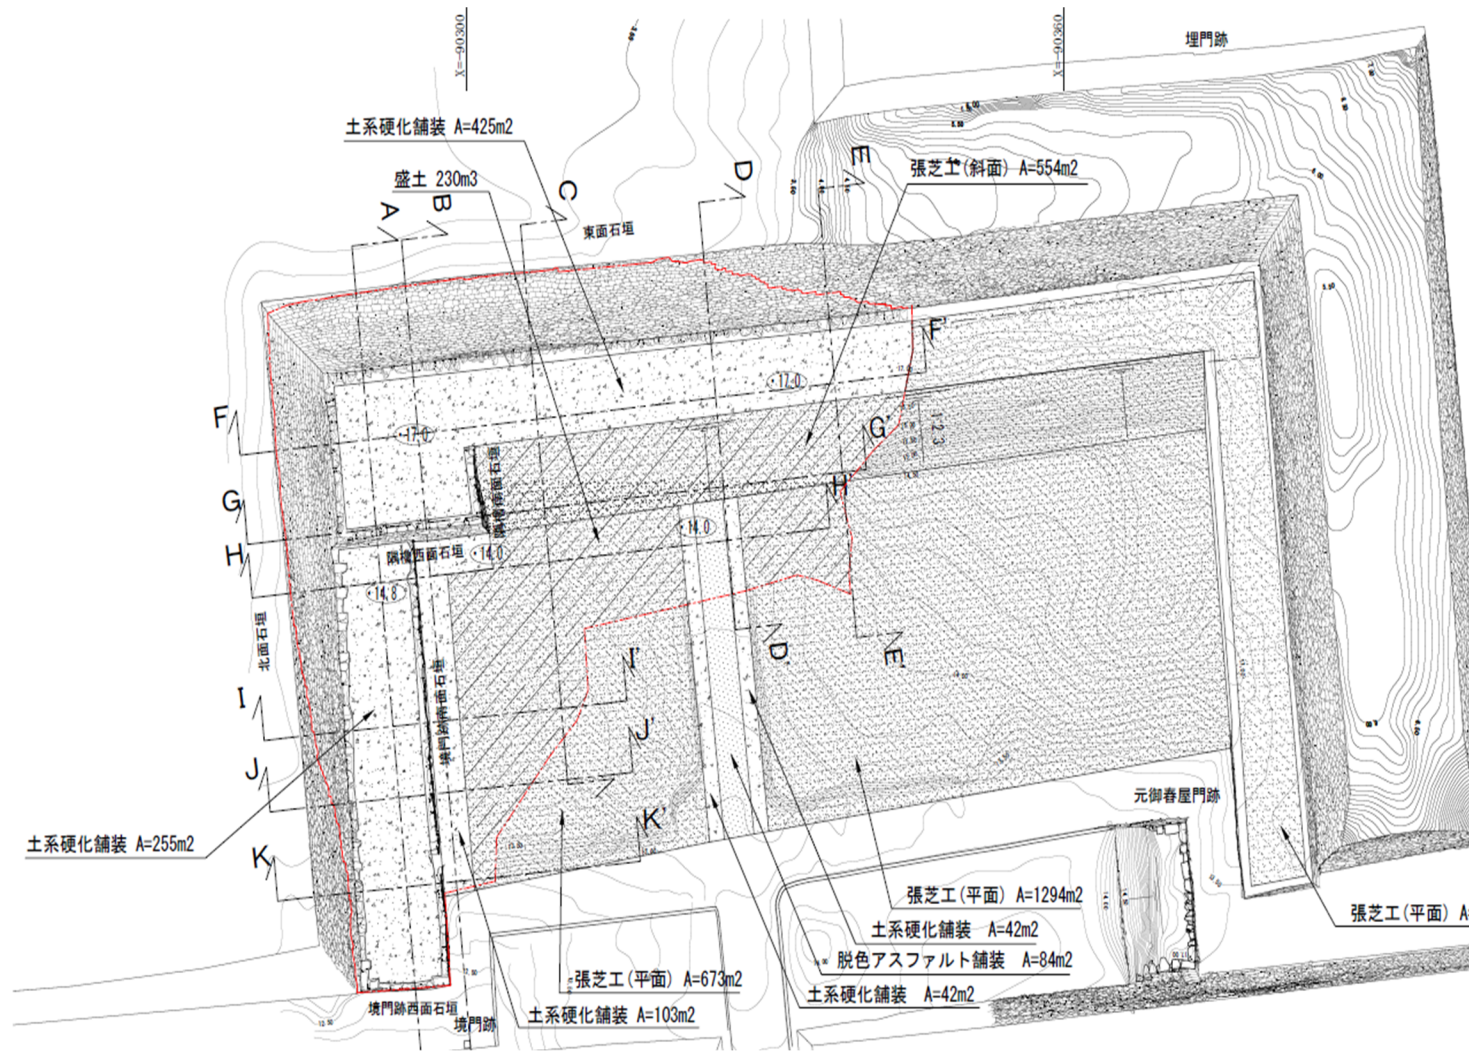 X=-90300
X=-90360
埋門跡
土系硬化舗装 A=425m2
盛土 230m3
張芝工(斜面) A=554m2
A
B
C
D
E
東面石垣
F
F'
17.0
17.0
G
G'
隅櫓南面石垣
1:2.3
H
H'
隅櫓西面石垣
14.0
14.0
14.8
北面石垣
境門跡南面石垣
I
I'
D'
E'
J
J'
K
K'
土系硬化舗装 A=255m2
元御春屋門跡
張芝工(平面) A=1294m2
張芝工(平面) A=
土系硬化舗装 A=42m2
脱色アスファルト舗装 A=84m2
張芝工(平面) A=673m2
土系硬化舗装 A=42m2
境門跡西面石垣
境門跡
土系硬化舗装 A=103m2